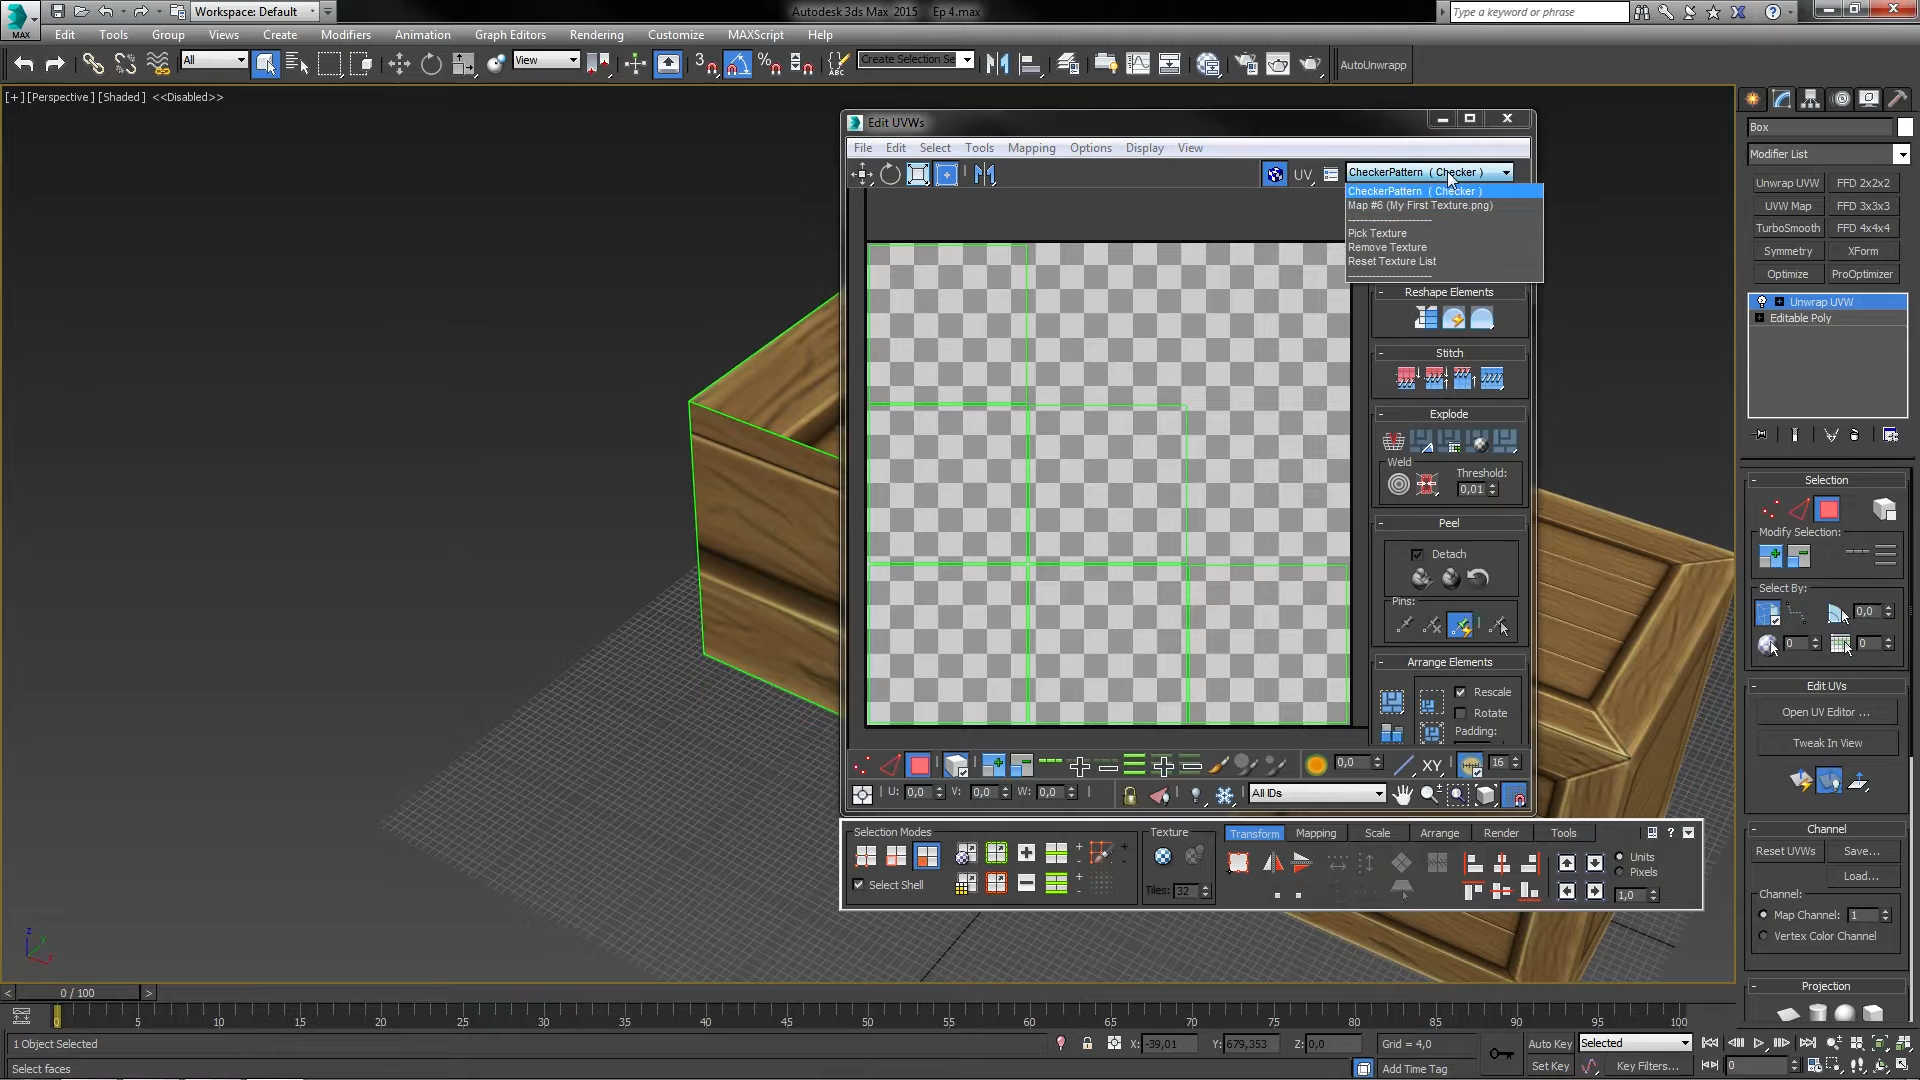 Workspace: Default
Autodesk 3ds Max 2015 Ep 4.max
Type a keyword or phrase
MAX
Edit Tools Group Views Create Modifiers Animation Graph Editors Rendering Customize MAXScript Help
All
View
3
Create Selection Se
AutoUnwrapp
[+] [Perspective] [Shaded] <<Disabled>>
Edit UVWs
File Edit Select Tools Mapping Options Display View
UV
CheckerPattern ( Checker )
CheckerPattern ( Checker )
Map #6 (My First Texture.png)
Pick Texture
Remove Texture
Reset Texture List
Reshape Elements
Stitch
Explode
Weld
Threshold:
0,01
Peel
Detach
Pins:
Arrange Elements
Rescale
Rotate
Padding:
0,0
XY
16
U: 0,0 V: 0,0 W: 0,0
All IDs
Selection Modes
Select Shell
Texture
Tiles: 32
Transform Mapping Scale Arrange Render Tools
Units
Pixels
1,0
Box
Modifier List
Unwrap UVW FFD 2x2x2
UVW Map FFD 3x3x3
TurboSmooth FFD 4x4x4
Symmetry XForm
Optimize ProOptimizer
Unwrap UVW
Editable Poly
Selection
Modify Selection:
Select By:
0,0
0
0
Edit UVs
Open UV Editor ...
Tweak In View
Channel
Reset UVWs Save...
Load...
Channel:
Map Channel: 1
Vertex Color Channel
Projection
z
y
x
< 0 / 100 >
0 5 10 15 20 25 30 35 40 45 50 55 60 65 70 75 80 85 90 95 100
1 Object Selected
X: -39,01 Y: 679,353 Z: 0,0
Grid = 4,0
Auto Key Selected
Select faces
Add Time Tag
Set Key
Key Filters...
0